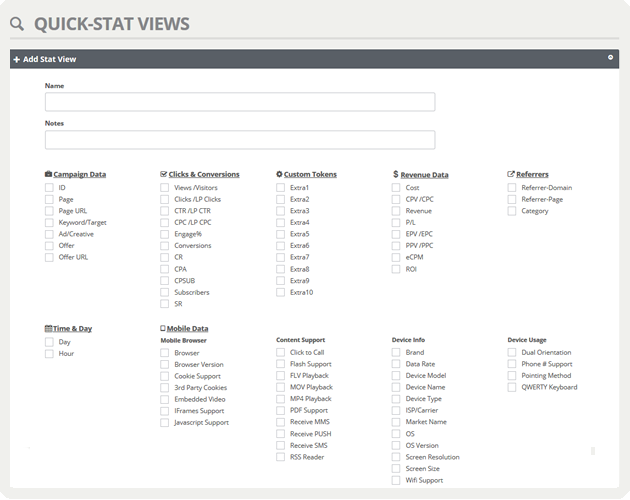 QUICK-STAT VIEWS
Add Stat View
Name
Notes
Campaign Data
ID
Page
Page URL
Keyword/Target
Ad/Creative
Offer
Offer URL
Clicks & Conversions
Views /Visitors
Clicks /LP Clicks
CTR /LP CTR
CPC /LP CPC
Engage%
Conversions
CR
CPA
CPSUB
Subscribers
SR
Custom Tokens
Extra1
Extra2
Extra3
Extra4
Extra5
Extra6
Extra7
Extra8
Extra9
Extra10
$ Revenue Data
Cost
CPV /CPC
Revenue
P/L
EPV /EPC
PPV /PPC
eCPM
ROI
Referrers
Referrer-Domain
Referrer-Page
Category
Time & Day
Day
Hour
Mobile Data
Mobile Browser
Browser
Browser Version
Cookie Support
3rd Party Cookies
Embedded Video
IFrames Support
Javascript Support
Content Support
Click to Call
Flash Support
FLV Playback
MOV Playback
MP4 Playback
PDF Support
Receive MMS
Receive PUSH
Receive SMS
RSS Reader
Device Info
Brand
Data Rate
Device Model
Device Name
Device Type
ISP/Carrier
Market Name
OS
OS Version
Screen Resolution
Screen Size
Wifi Support
Device Usage
Dual Orientation
Phone # Support
Pointing Method
QWERTY Keyboard